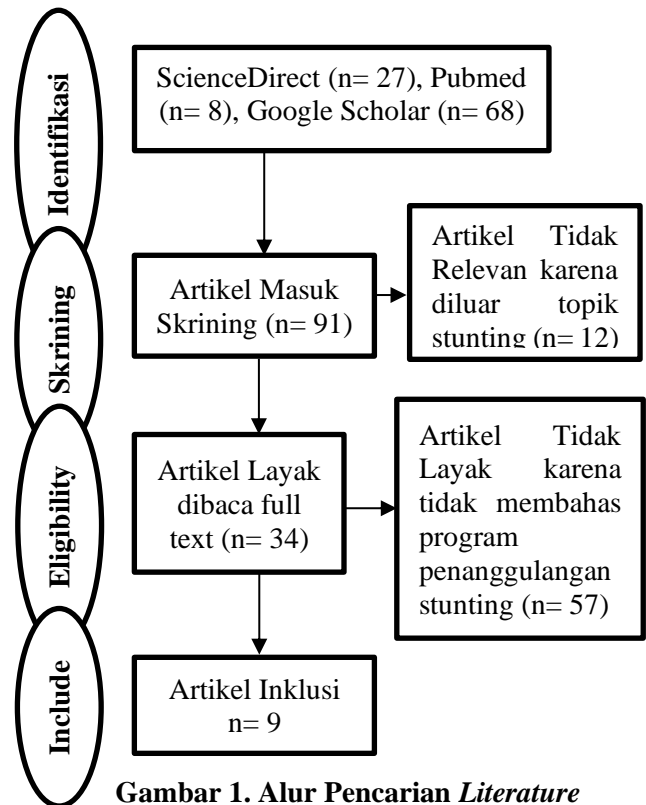 Identifikasi
ScienceDirect (n= 27), Pubmed
(n= 8), Google Scholar (n= 68)
Skrining
Artikel Masuk
Skrining (n= 91)
Artikel Tidak
Relevan karena
diluar topik
stunting (n= 12)
Eligibility
Artikel Layak
dibaca full
text (n= 34)
Artikel Tidak
Layak karena
tidak membahas
program
penanggulangan
stunting (n= 57)
Include
Artikel Inklusi
n= 9
Gambar 1. Alur Pencarian Literature